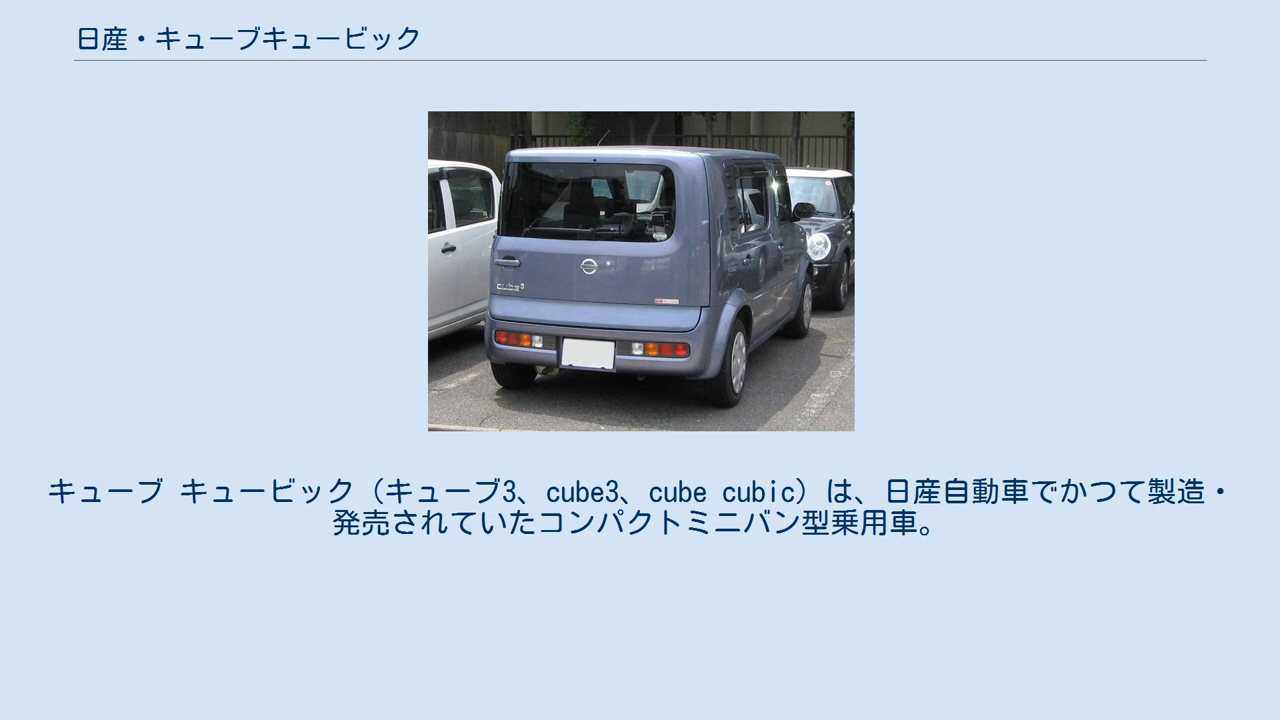 日産・キューブキュービック
cube3
キューブ キュービック（キューブ3、cube3、cube cubic）は、日産自動車でかつて製造・
発売されていたコンパクトミニバン型乗用車。